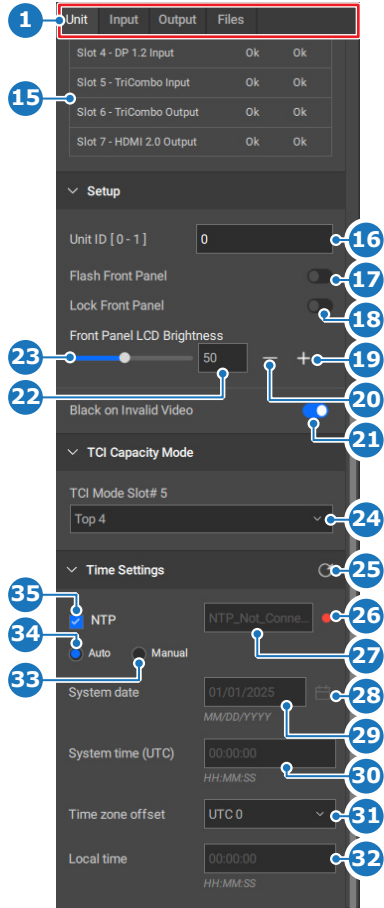 1 Unit Input Output Files
Slot 4 - DP 1.2 Input Ok Ok
15 Slot 5 - TriCombo Input Ok Ok
Slot 6 - TriCombo Output Ok Ok
Slot 7 - HDMI 2.0 Output Ok Ok
Setup
Unit ID [ 0 - 1 ] 0 16
Flash Front Panel 17
Lock Front Panel 18
Front Panel LCD Brightness
23 50 19
22 20
Black on Invalid Video 21
TCI Capacity Mode
TCI Mode Slot# 5
Top 4 24
Time Settings 25
35 NTP NTP_Not_Conne... 26
34 Auto Manual 27
33
System date 01/01/2025 28
MM/DD/YYYY 29
System time (UTC) 00:00:00
HH:MM:SS 30
Time zone offset UTC 0 31
Local time 00:00:00 32
HH:MM:SS